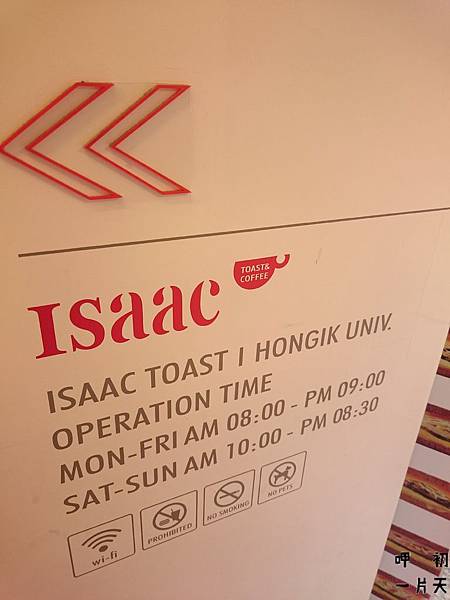 TOAST&
COFFEE
Isaac
ISAAC TOAST | HONGIK UNIV.
OPERATION TIME
MON-FRI AM 08:00 - PM 09:00
SAT-SUN AM 10:00 - PM 08:30
wi-fi
PROHIBITED
NO SMOKING
NO PETS
呷 初
一片天